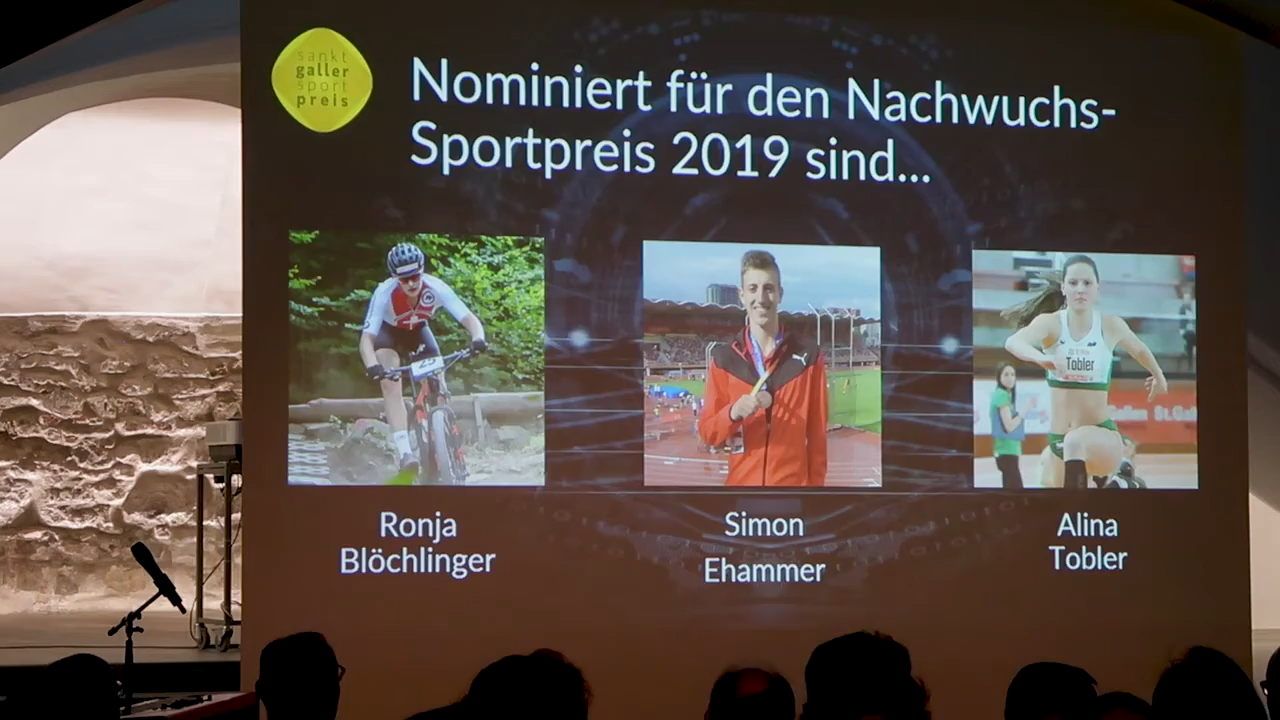 sankt
galler
sport
preis
Nominiert für den Nachwuchs-
Sportpreis 2019 sind...
Tobler
Ronja
Blöchlinger
Simon
Ehammer
Alina
Tobler